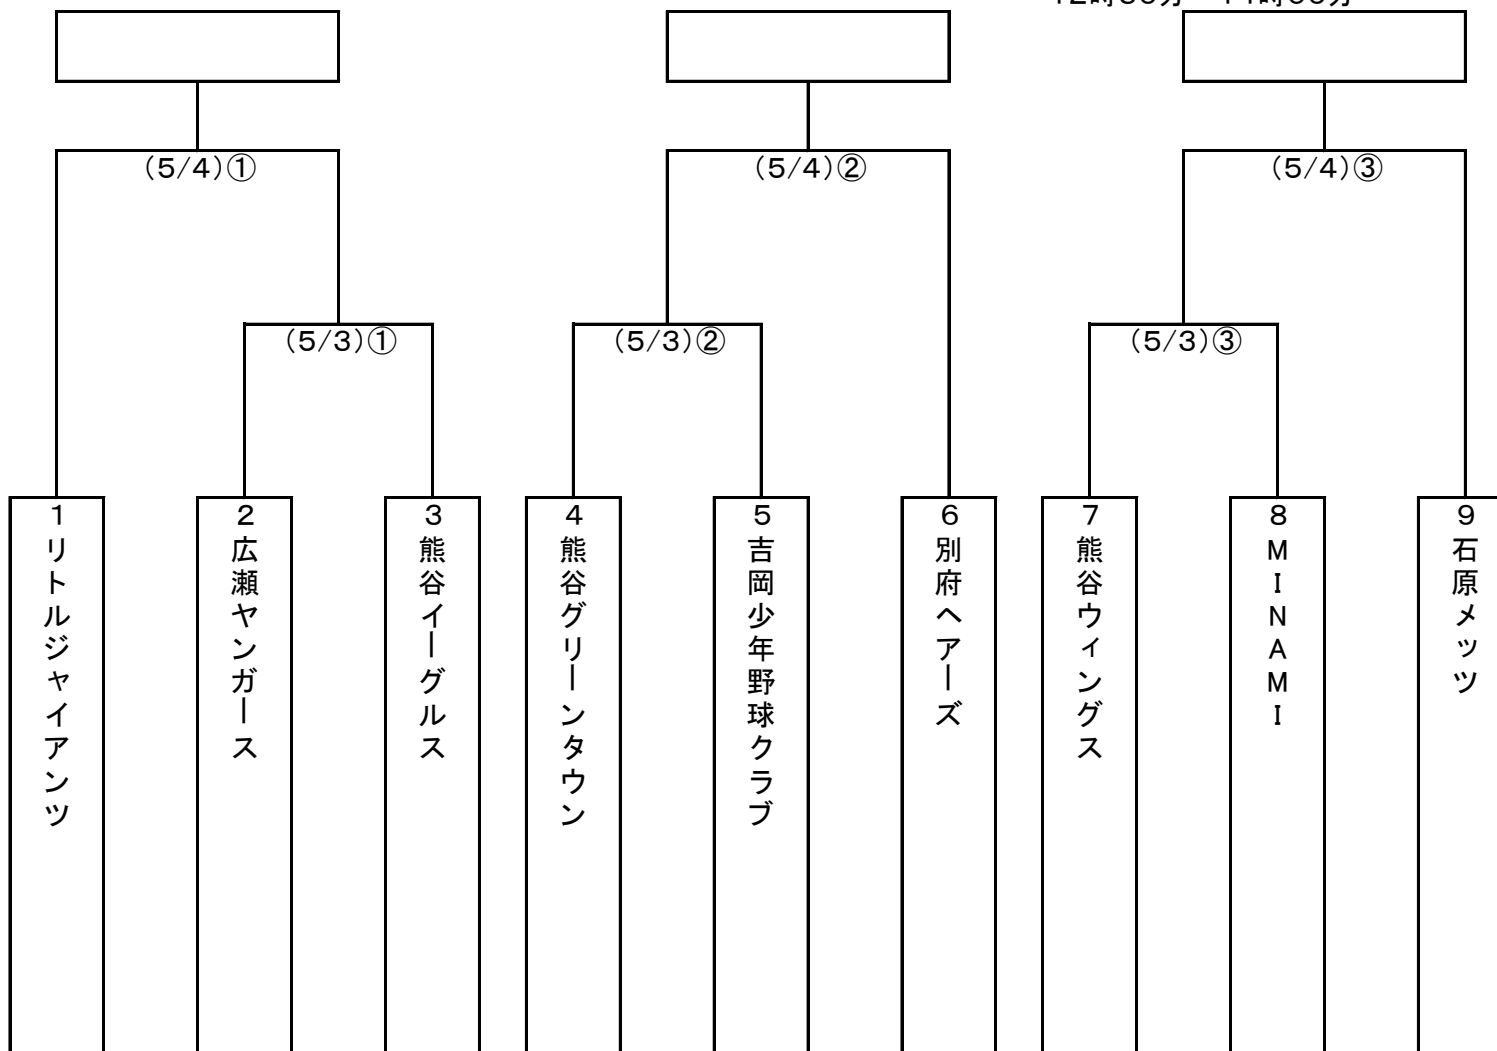 (5/4)①
(5/4)②
(5/4)③
(5/3)①
(5/3)②
(5/3)③
1リトルジャイアンツ
2広瀬ヤンガース
3熊谷イーグルス
4熊谷グリーンタウン
5吉岡少年野球クラブ
6別府ヘアーズ
7熊谷ウィングス
8MINAMI
9石原メッツ